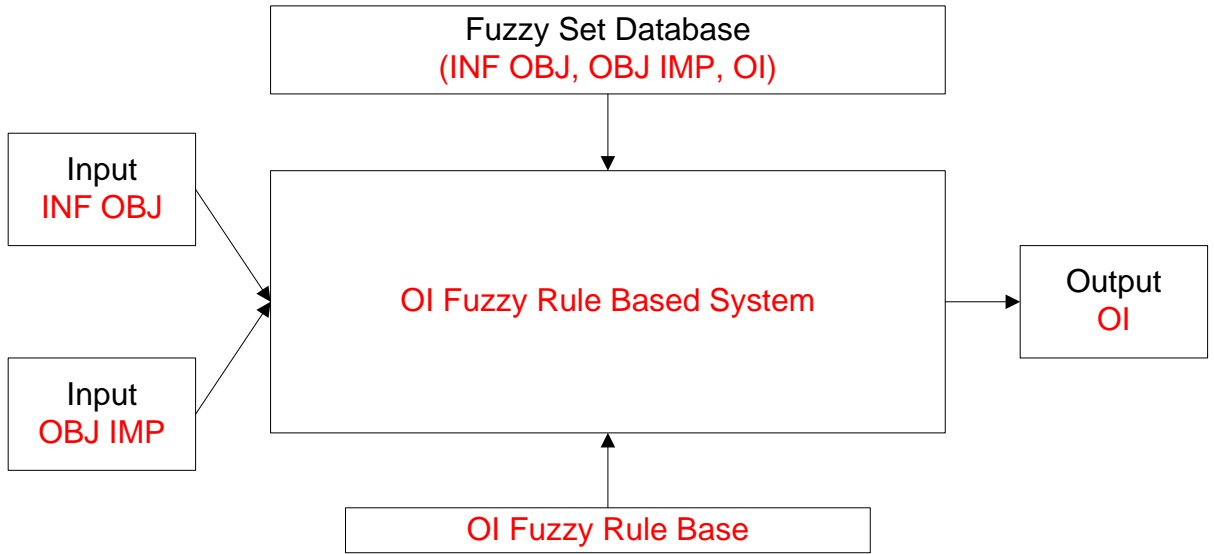 Fuzzy Set Database
(INF OBJ, OBJ IMP, OI)
Input
INF OBJ
OI Fuzzy Rule Based System
Output
OI
Input
OBJ IMP
OI Fuzzy Rule Base